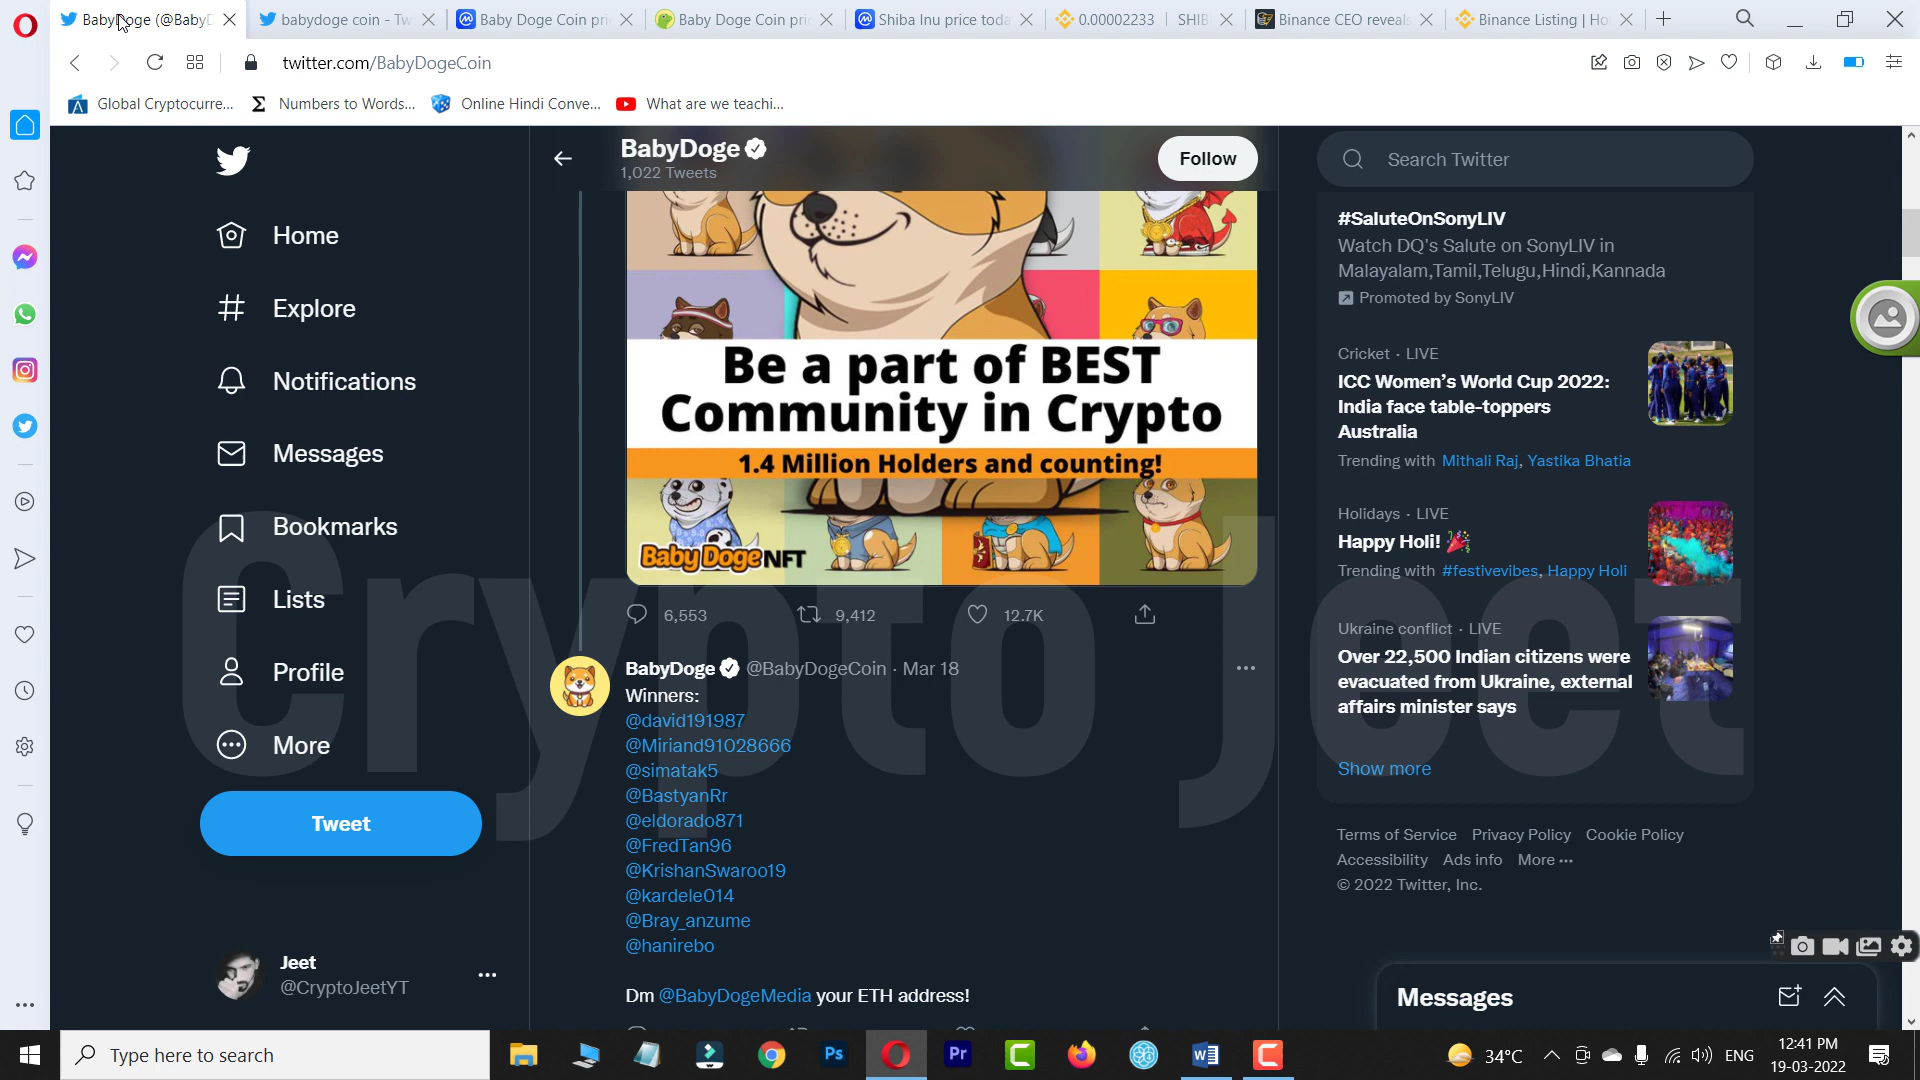 BabyDoge (@BabyD
babydoge coin - Tw
Baby Doge Coin pri
Baby Doge Coin pri
Shiba Inu price toda
0.00002233 | SHIB
Binance CEO reveals
Binance Listing | Ho
twitter.com/BabyDogeCoin
Global Cryptocurre...
Numbers to Words...
Online Hindi Conve...
What are we teachi...
Home
Explore
Notifications
Messages
Bookmarks
Lists
Profile
More
Tweet
Jeet
@CryptoJeetYT
BabyDoge
1,022 Tweets
Follow
Be a part of BEST
Community in Crypto
1.4 Million Holders and counting!
Baby Doge NFT
6,553
9,412
12.7K
BabyDoge @BabyDogeCoin · Mar 18
Winners:
@david191987
@Miriand91028666
@simatak5
@BastyanRr
@eldorado871
@FredTan96
@KrishanSwaroo19
@kardele014
@Bray_anzume
@hanirebo
Dm @BabyDogeMedia your ETH address!
Crypto Jeet
Search Twitter
#SaluteOnSonyLIV
Watch DQ's Salute on SonyLIV in
Malayalam,Tamil,Telugu,Hindi,Kannada
Promoted by SonyLIV
Cricket · LIVE
ICC Women's World Cup 2022:
India face table-toppers
Australia
Trending with Mithali Raj, Yastika Bhatia
Holidays · LIVE
Happy Holi!
Trending with #festivevibes, Happy Holi
Ukraine conflict · LIVE
Over 22,500 Indian citizens were
evacuated from Ukraine, external
affairs minister says
Show more
Terms of Service Privacy Policy Cookie Policy
Accessibility Ads info More ···
© 2022 Twitter, Inc.
Messages
Type here to search
Ps
Pr
34°C
ENG
12:41 PM
19-03-2022